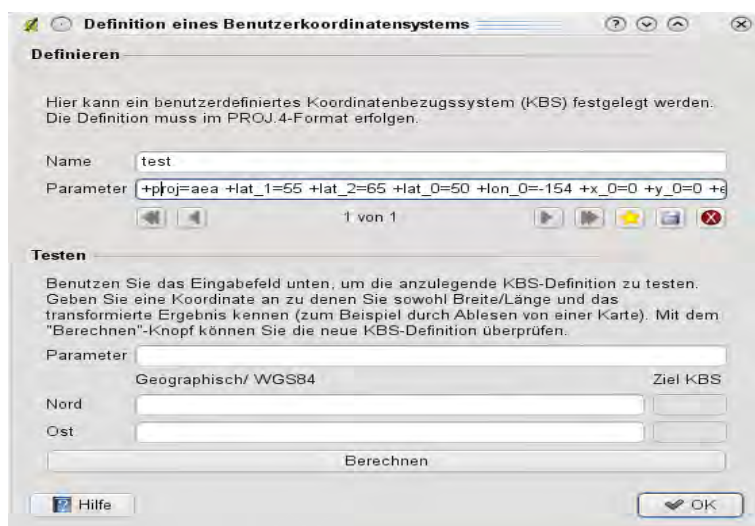 Definition eines Benutzerkoordinatensystems
Definieren
Hier kann ein benutzerdefiniertes Koordinatenbezugssystem (KBS) festgelegt werden.
Die Definition muss im PROJ.4-Format erfolgen.
Name test
Parameter +proj=aea +lat_1=55 +lat_2=65 +lat_0=50 +lon_0=-154 +x_0=0 +y_0=0 +e
1 von 1
Testen
Benutzen Sie das Eingabefeld unten, um die anzulegende KBS-Definition zu testen.
Geben Sie eine Koordinate an zu denen Sie sowohl Breite/Länge und das
transformierte Ergebnis kennen (zum Beispiel durch Ablesen von einer Karte). Mit dem
"Berechnen"-Knopf können Sie die neue KBS-Definition überprüfen.
Parameter
Geographisch/ WGS84 Ziel KBS
Nord
Ost
Berechnen
Hilfe OK